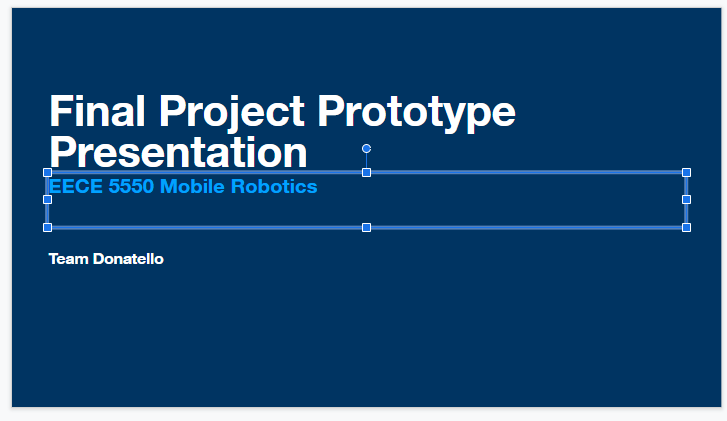 Final Project Prototype
Presentation
EECE 5550 Mobile Robotics
Team Donatello